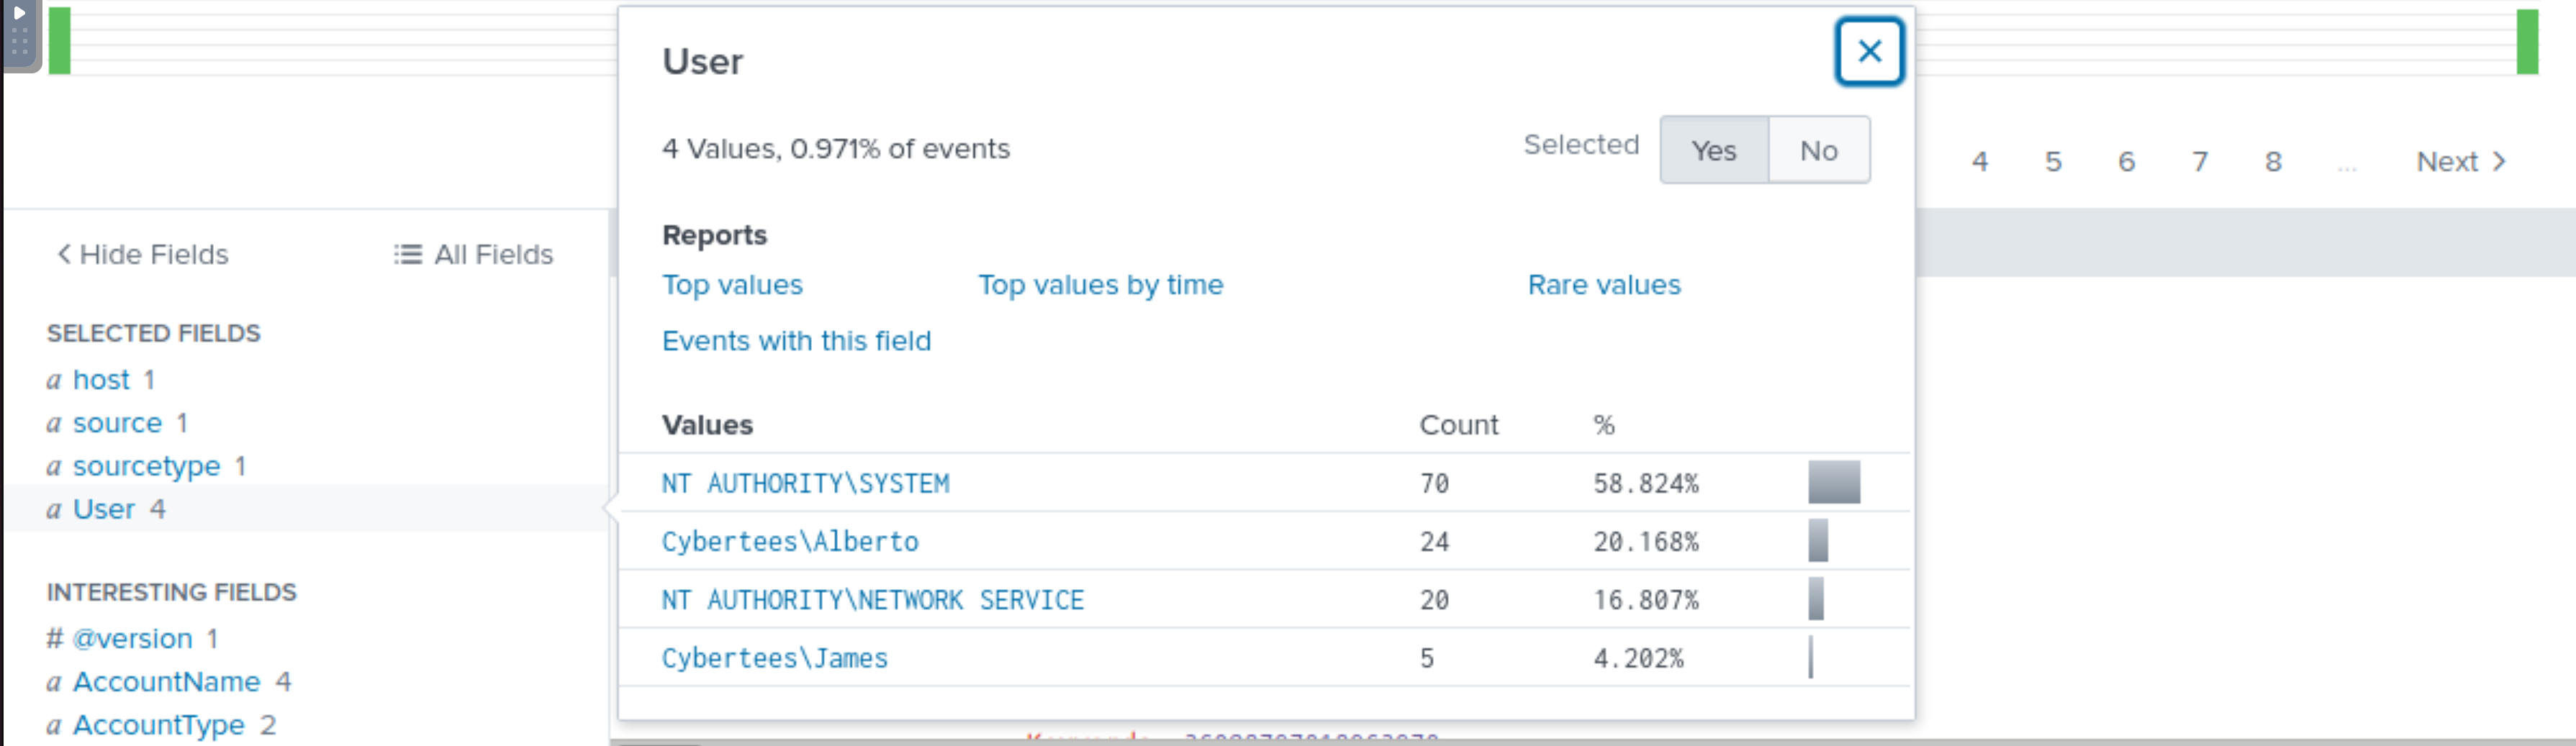 User
4 Values, 0.971% of events
Selected Yes No
4 5 6 7 8 ... Next >
< Hide Fields All Fields
Reports
Top values Top values by time Rare values
Events with this field
SELECTED FIELDS
a host 1
a source 1
a sourcetype 1
a User 4
Values Count %
NT AUTHORITY\SYSTEM 70 58.824%
Cybertees\Alberto 24 20.168%
NT AUTHORITY\NETWORK SERVICE 20 16.807%
Cybertees\James 5 4.202%
INTERESTING FIELDS
# @version 1
a AccountName 4
a AccountType 2